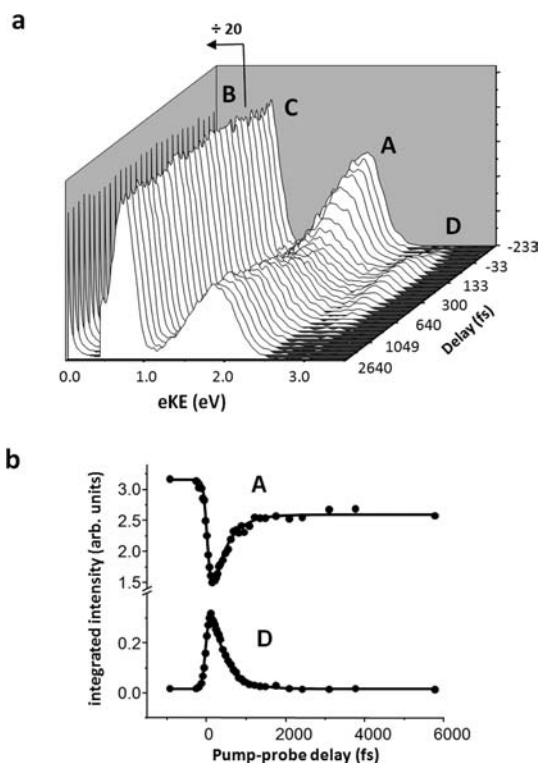 a
÷ 20
B
C
A
D
-233
-33
133
300
640
1049
2640
Delay (fs)
0.0 1.0 2.0 3.0
eKE (eV)
b
A
D
3.0
2.5
2.0
1.5
0.2
0.0
integrated intensity (arb. units)
0 2000 4000 6000
Pump-probe delay (fs)